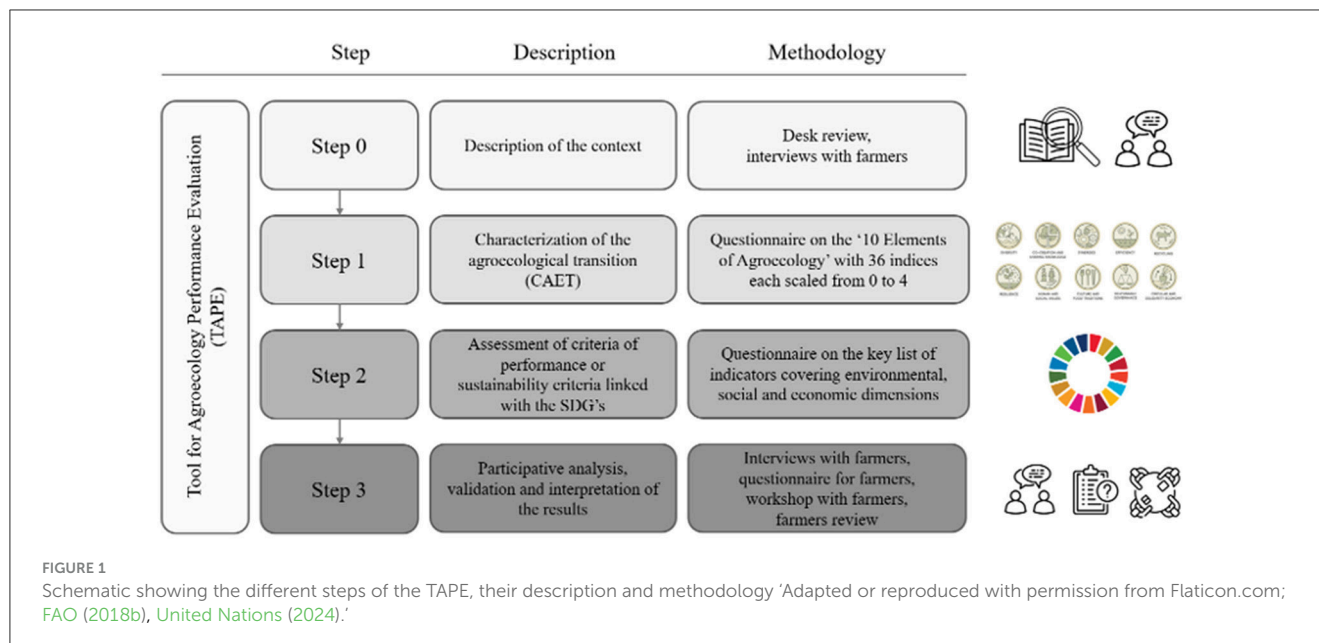 Step
Description
Methodology
Tool for Agroecology Performance Evaluation
(TAPE)
Step 0
Description of the context
Desk review,
interviews with farmers
Step 1
Characterization of the
agroecological transition
(CAET)
Questionnaire on the '10 Elements
of Agroecology' with 36 indices
each scaled from 0 to 4
DIVERSITY
SYNERGIES
EFFICIENCY
RECYCLING
RESILIENCE
Step 2
Assessment of criteria of
performance or
sustainability criteria linked
with the SDG's
Questionnaire on the key list of
indicators covering environmental,
social and economic dimensions
Step 3
Participative analysis,
validation and interpretation of
the results
Interviews with farmers,
questionnaire for farmers,
workshop with farmers,
farmers review
?
FIGURE 1
Schematic showing the different steps of the TAPE, their description and methodology 'Adapted or reproduced with permission from Flaticon.com;
FAO (2018b), United Nations (2024).'